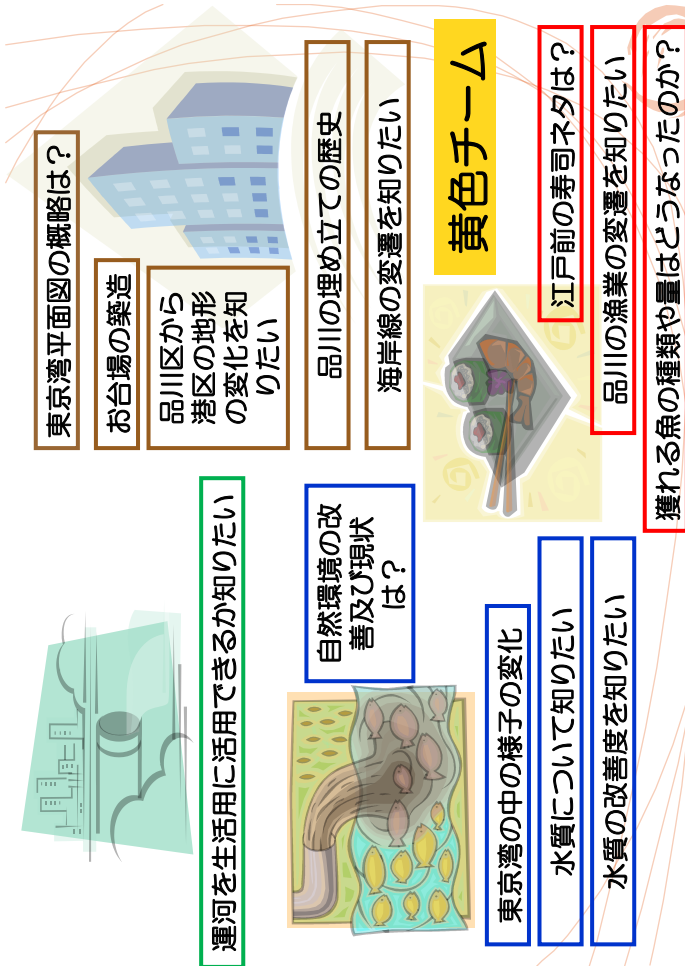 東京湾平面図の概略は？
お台場の築造
品川区から
港区の地形
の変化を知
りたい
運河を生活用に活用できるか知りたい
品川の埋め立ての歴史
海岸線の変遷を知りたい
自然環境の改
善及び現状
は？
黄色チーム
東京湾の中の様子の変化
水質について知りたい
水質の改善度を知りたい
江戸前の寿司ネタは？
品川の漁業の変遷を知りたい
獲れる魚の種類や量はどうなったのか？